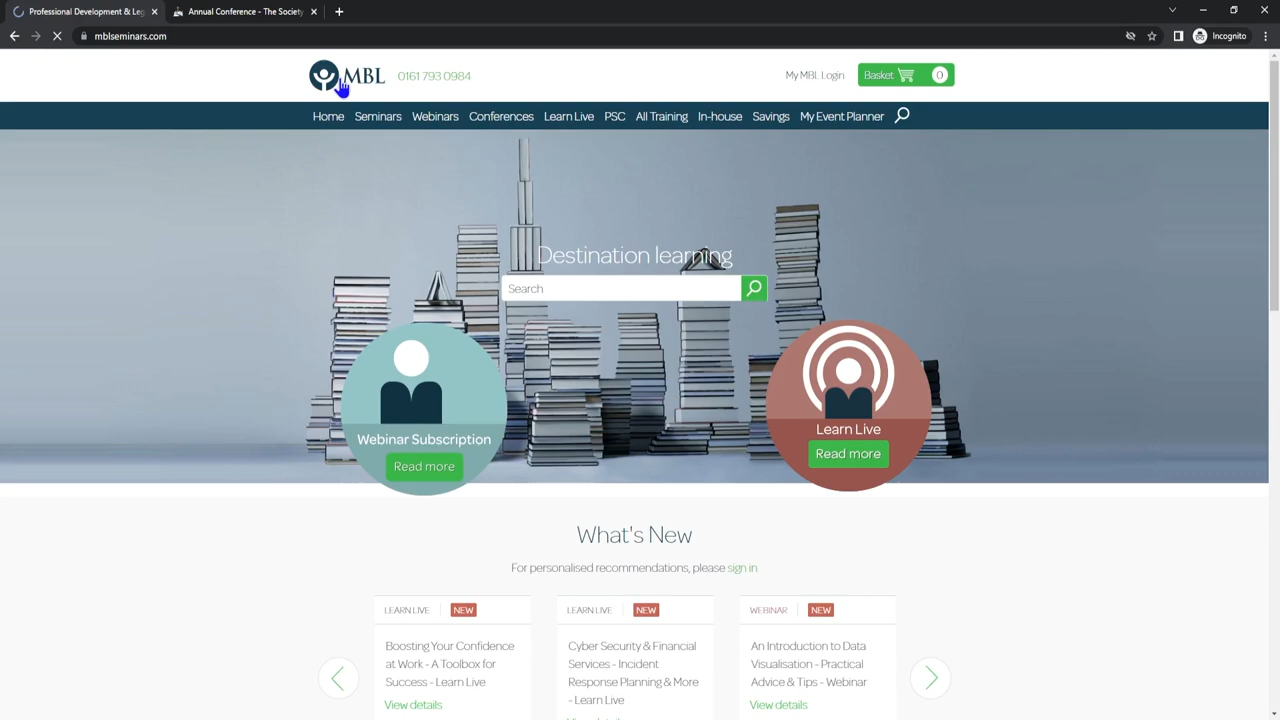 Professional Development & Leg
Annual Conference - The Society
mblseminars.com
Incognito
MBL
0161 793 0984
My MBL Login
Basket
0
Home
Seminars
Webinars
Conferences
Learn Live
PSC
All Training
In-house
Savings
My Event Planner
Destination learning
Search
Webinar Subscription
Read more
Learn Live
Read more
What's New
For personalised recommendations, please sign in
LEARN LIVE
NEW
Boosting Your Confidence
at Work - A Toolbox for
Success - Learn Live
View details
LEARN LIVE
NEW
Cyber Security & Financial
Services - Incident
Response Planning & More
- Learn Live
WEBINAR
NEW
An Introduction to Data
Visualisation - Practical
Advice & Tips - Webinar
View details